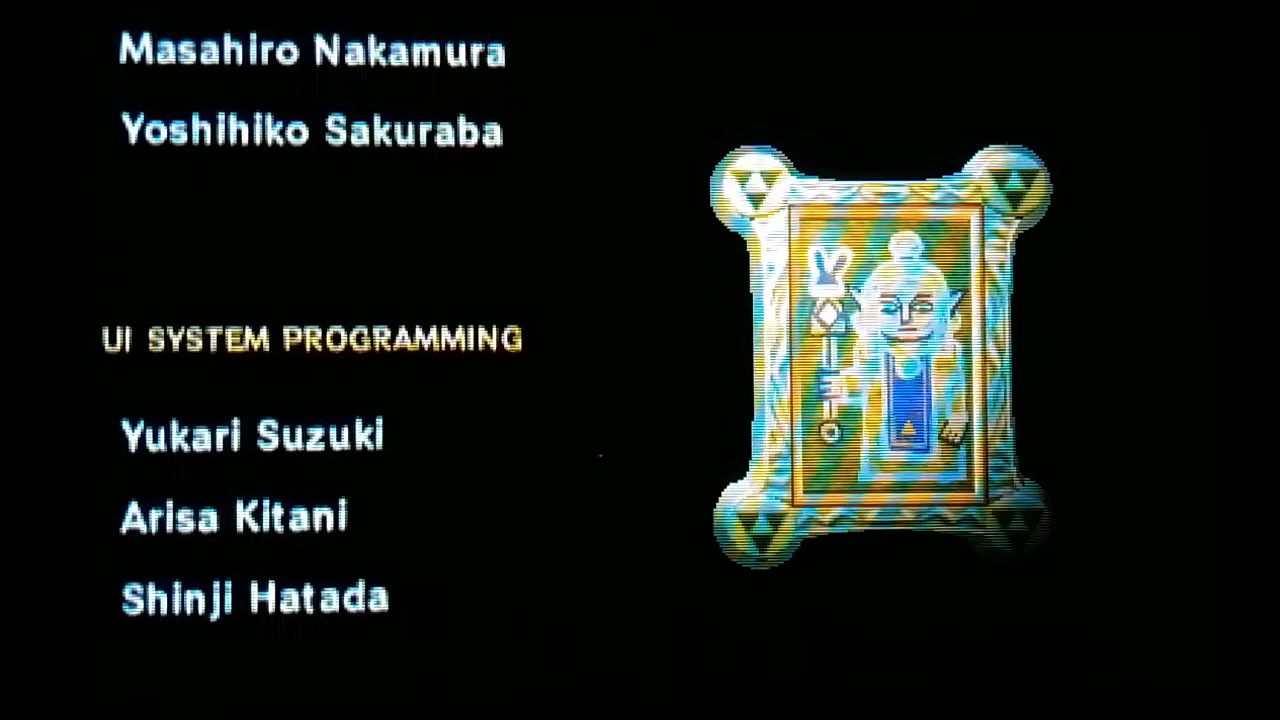 Masahiro Nakamura
Yoshihiko Sakuraba
UI SYSTEM PROGRAMMING
Yukari Suzuki
Arisa Kitani
Shinji Hatada